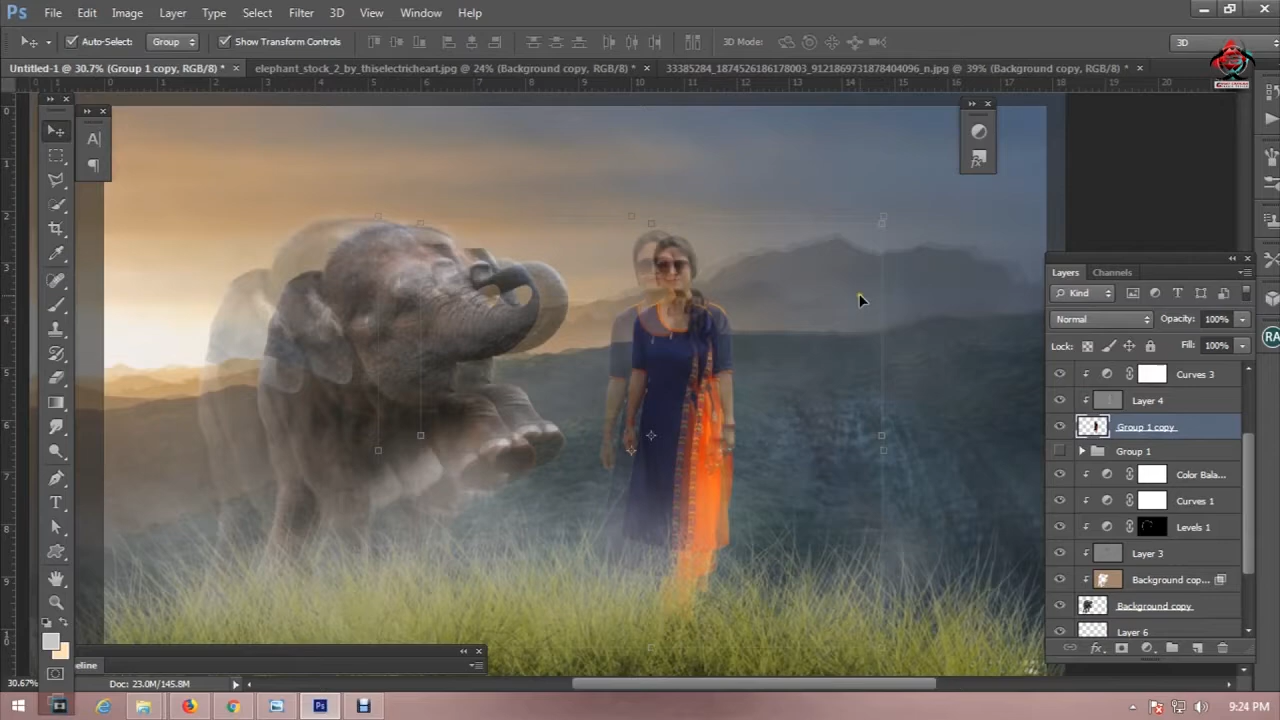 Ps File Edit Image Layer Type Select Filter 3D View Window Help
Auto-Select: Group Show Transform Controls 3D Mode: 3D
Untitled-1 @ 30.7% (Group 1 copy, RGB/8) * × elephant_stock_2_by_thiselectricheart.jpg @ 24% (Background copy, RGB/8) * × 33385284_1874526186178003_9121869731878404096_n.jpg @ 39% (Background copy, RGB/8) * ×
Layers Channels
Kind
Normal Opacity: 100%
Lock: Fill: 100%
Curves 3
Layer 4
Group 1 copy
Group 1
Color Bala...
Curves 1
Levels 1
Layer 3
Background cop...
Background copy
Layer 6
eline
30.67% Doc: 23.0M/145.8M
9:24 PM